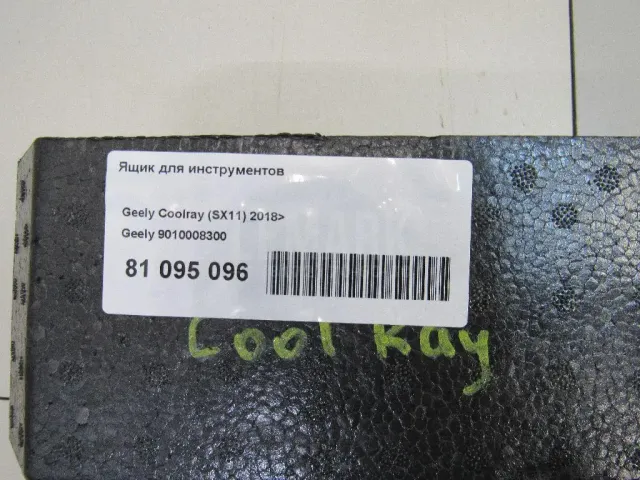 Ящик для инструментов
Geely Coolray (SX11) 2018>
Geely 9010008300
81 095 096
Cool Ray